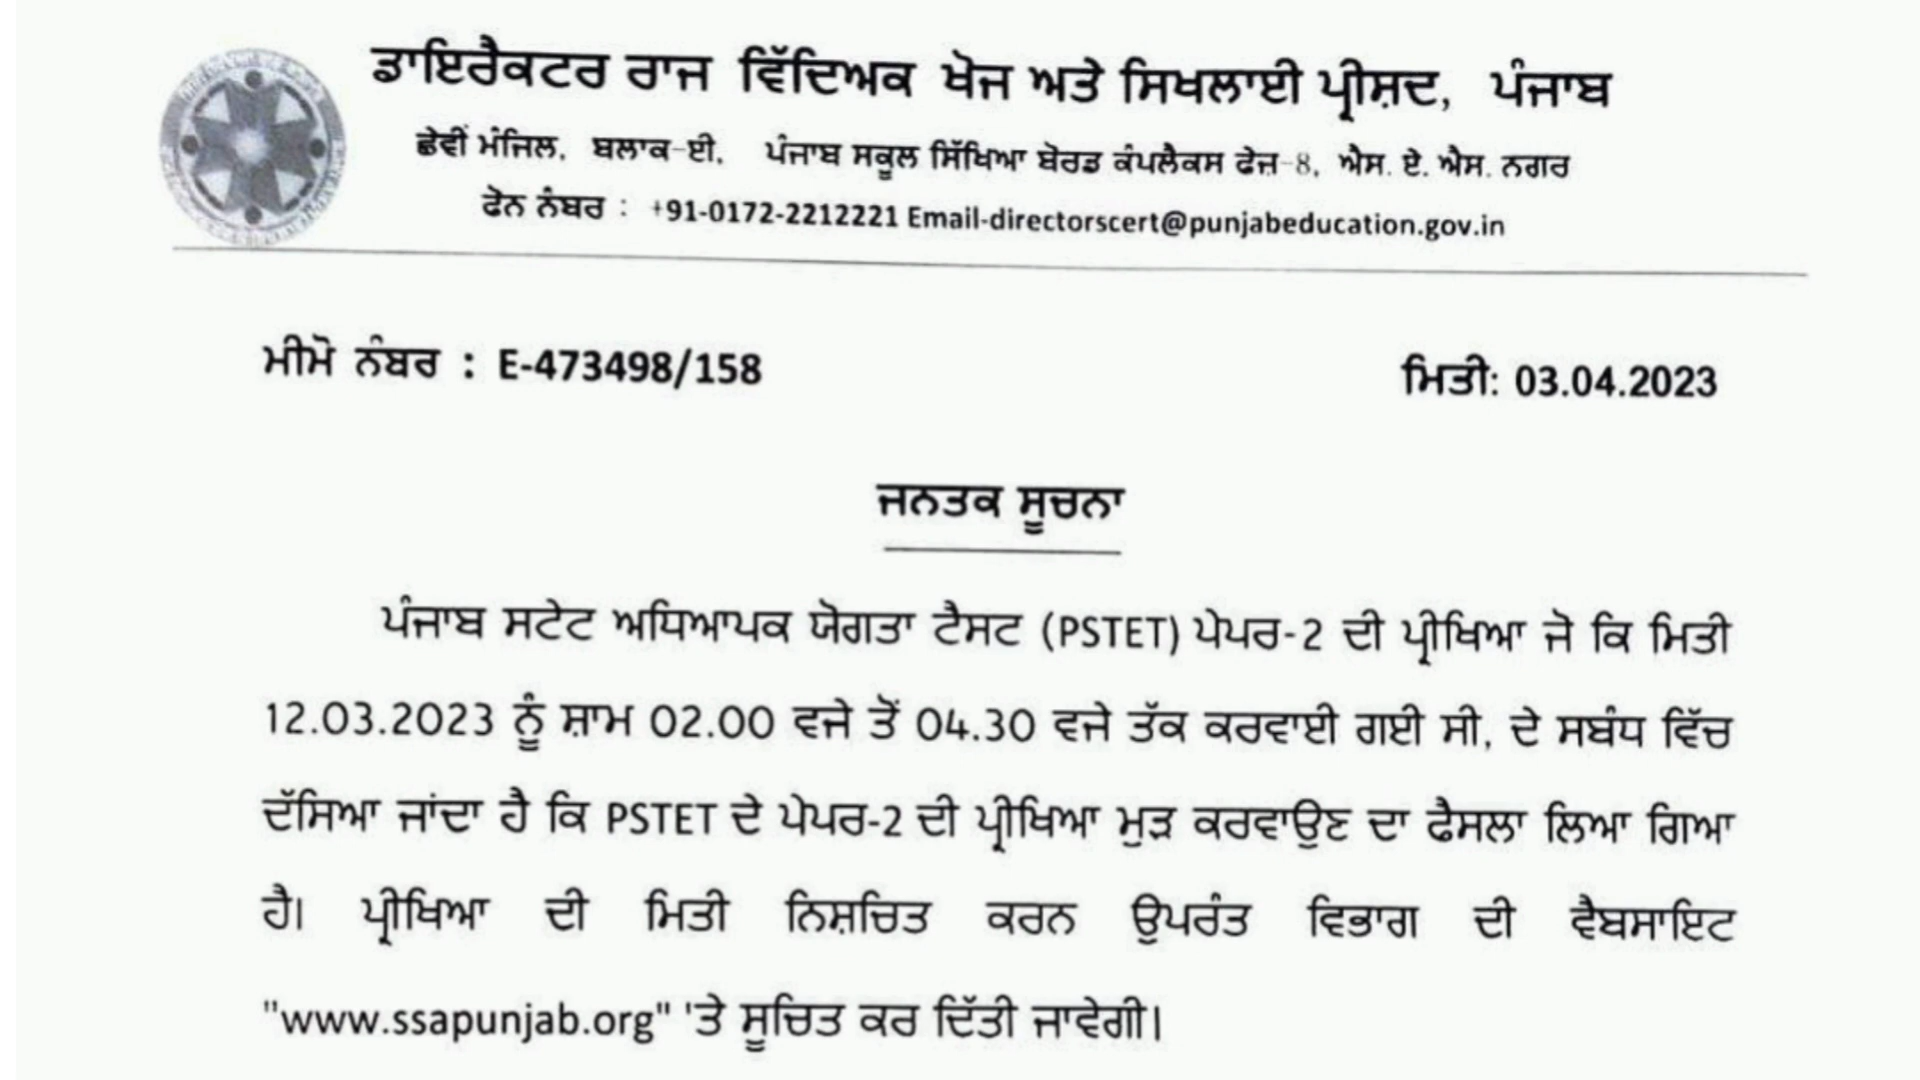 ਡਾਇਰੈਕਟਰ ਰਾਜ ਵਿੱਦਿਅਕ ਖੋਜ ਅਤੇ ਸਿਖਲਾਈ ਪ੍ਰੀਸ਼ਦ, ਪੰਜਾਬ
ਛੇਵੀਂ ਮੰਜਿਲ, ਬਲਾਕ-ਈ, ਪੰਜਾਬ ਸਕੂਲ ਸਿੱਖਿਆ ਬੋਰਡ ਕੰਪਲੈਕਸ ਫੇਜ਼-8, ਐਸ. ਏ. ਐਸ. ਨਗਰ
ਫੋਨ ਨੰਬਰ : +91-0172-2212221 Email-directorscert@punjabeducation.gov.in
ਮੀਮੋ ਨੰਬਰ : E-473498/158
ਮਿਤੀ: 03.04.2023
ਜਨਤਕ ਸੂਚਨਾ
ਪੰਜਾਬ ਸਟੇਟ ਅਧਿਆਪਕ ਯੋਗਤਾ ਟੈਸਟ (PSTET) ਪੇਪਰ-2 ਦੀ ਪ੍ਰੀਖਿਆ ਜੋ ਕਿ ਮਿਤੀ
12.03.2023 ਨੂੰ ਸ਼ਾਮ 02.00 ਵਜੇ ਤੋਂ 04.30 ਵਜੇ ਤੱਕ ਕਰਵਾਈ ਗਈ ਸੀ, ਦੇ ਸਬੰਧ ਵਿੱਚ
ਦੱਸਿਆ ਜਾਂਦਾ ਹੈ ਕਿ PSTET ਦੇ ਪੇਪਰ-2 ਦੀ ਪ੍ਰੀਖਿਆ ਮੁੜ ਕਰਵਾਉਣ ਦਾ ਫੈਸਲਾ ਲਿਆ ਗਿਆ
ਹੈ। ਪ੍ਰੀਖਿਆ ਦੀ ਮਿਤੀ ਨਿਸ਼ਚਿਤ ਕਰਨ ਉਪਰੰਤ ਵਿਭਾਗ ਦੀ ਵੈਬਸਾਇਟ
"www.ssapunjab.org" 'ਤੇ ਸੂਚਿਤ ਕਰ ਦਿੱਤੀ ਜਾਵੇਗੀ।